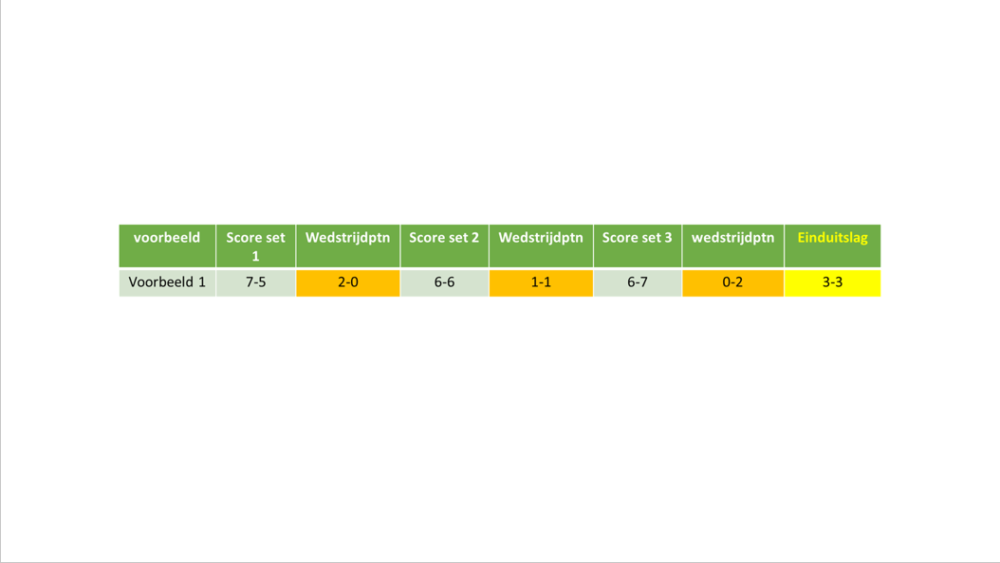 voorbeeld Score set 1 Wedstrijdptn Score set 2 Wedstrijdptn Score set 3 wedstrijdptn Einduitslag
Voorbeeld 1 7-5 2-0 6-6 1-1 6-7 0-2 3-3